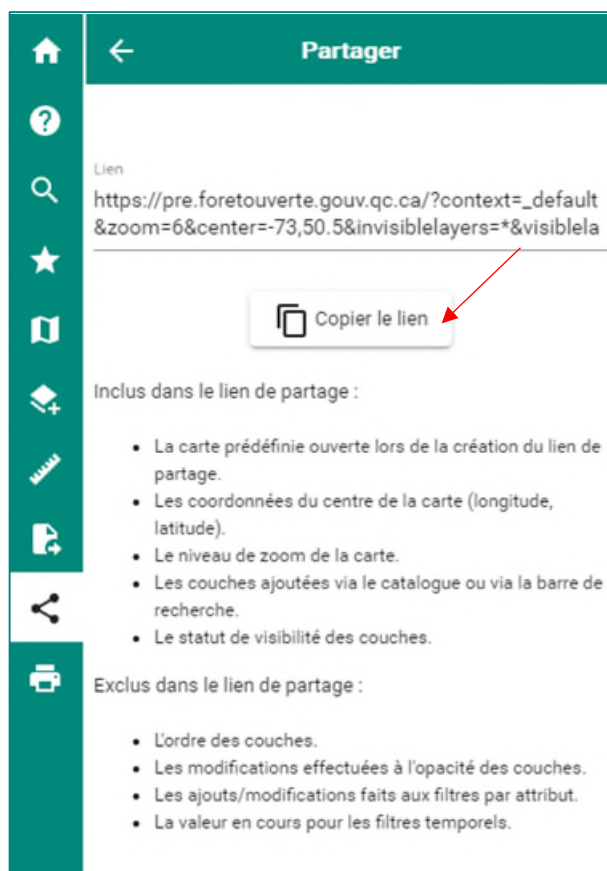 Partager
Lien
https://pre.foretouverte.gouv.qc.ca/?context=_default
&zoom=6&center=-73,50.5&invisiblelayers=*&visiblela
Copier le lien
Inclus dans le lien de partage :
• La carte prédéfinie ouverte lors de la création du lien de
partage.
• Les coordonnées du centre de la carte (longitude,
latitude).
• Le niveau de zoom de la carte.
• Les couches ajoutées via le catalogue ou via la barre de
recherche.
• Le statut de visibilité des couches.
Exclus dans le lien de partage :
• L'ordre des couches.
• Les modifications effectuées à l'opacité des couches.
• Les ajouts/modifications faits aux filtres par attribut.
• La valeur en cours pour les filtres temporels.